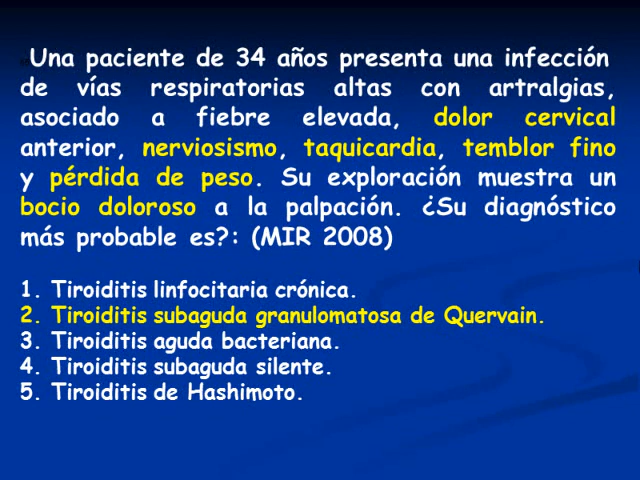 Una paciente de 34 años presenta una infección
de vías respiratorias altas con artralgias,
asociado a fiebre elevada, dolor cervical
anterior, nerviosismo, taquicardia, temblor fino
y pérdida de peso. Su exploración muestra un
bocio doloroso a la palpación. ¿Su diagnóstico
más probable es?: (MIR 2008)
1. Tiroiditis linfocitaria crónica.
2. Tiroiditis subaguda granulomatosa de Quervain.
3. Tiroiditis aguda bacteriana.
4. Tiroiditis subaguda silente.
5. Tiroiditis de Hashimoto.